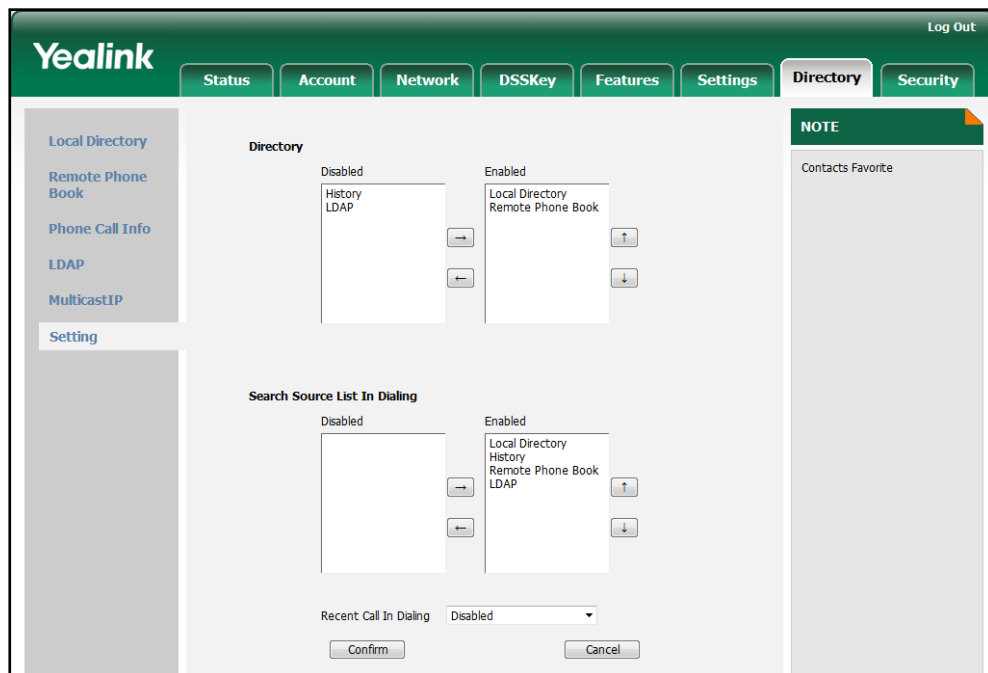 Log Out
Yealink
Status Account Network DSSKey Features Settings Directory Security
Local Directory
Remote Phone
Book
Phone Call Info
LDAP
MulticastIP
Setting
Directory
Disabled Enabled
History
LDAP
Local Directory
Remote Phone Book
→ ↑
← ↓
Search Source List In Dialing
Disabled Enabled
Local Directory
History
Remote Phone Book
LDAP
→ ↑
← ↓
Recent Call In Dialing Disabled
Confirm Cancel
NOTE
Contacts Favorite